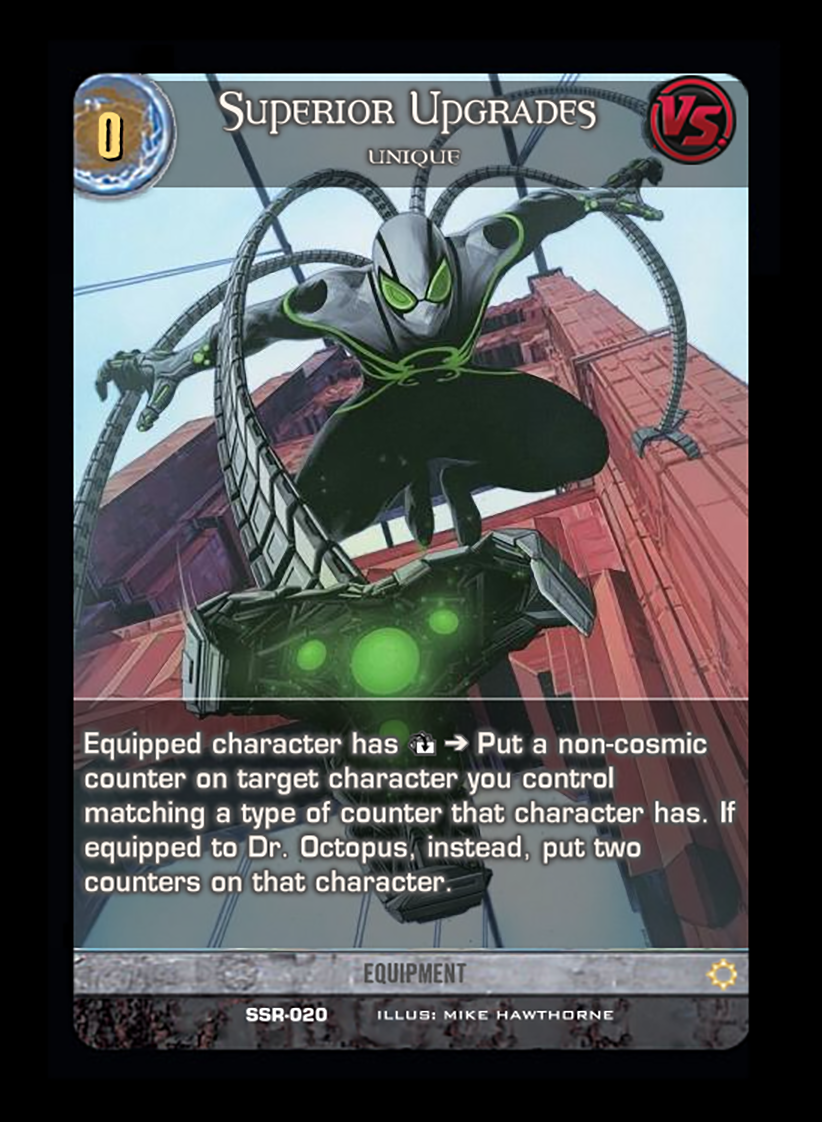 0
Superior Upgrades
VS.
UNIQUE
Equipped character has ➔ Put a non-cosmic
counter on target character you control
matching a type of counter that character has. If
equipped to Dr. Octopus, instead, put two
counters on that character.
EQUIPMENT
SSR-020 ILLUS: MIKE HAWTHORNE